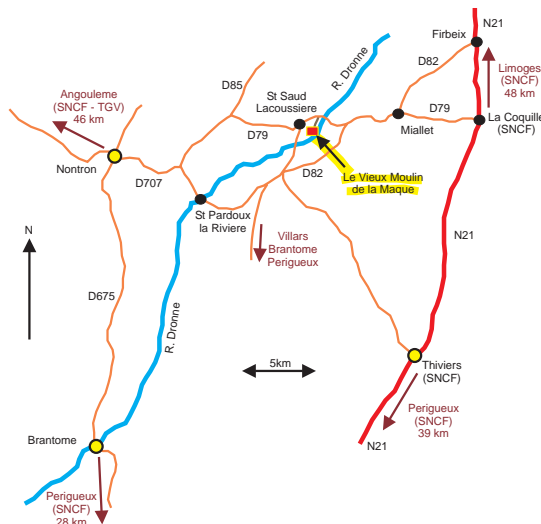 N21
Firbeix
D82
Limoges
(SNCF)
48 km
R. Dronne
D85
Angouleme
(SNCF - TGV)
46 km
St Saud
Lacoussiere
D79
D79
La Coquille
(SNCF)
Miallet
Nontron
D707
D82
Le Vieux Moulin
de la Maque
St Pardoux
la Riviere
N
Villars
Brantome
Perigueux
N21
D675
R. Dronne
5km
Thiviers
(SNCF)
Perigueux
(SNCF)
39 km
Brantome
N21
Perigueux
(SNCF)
28 km